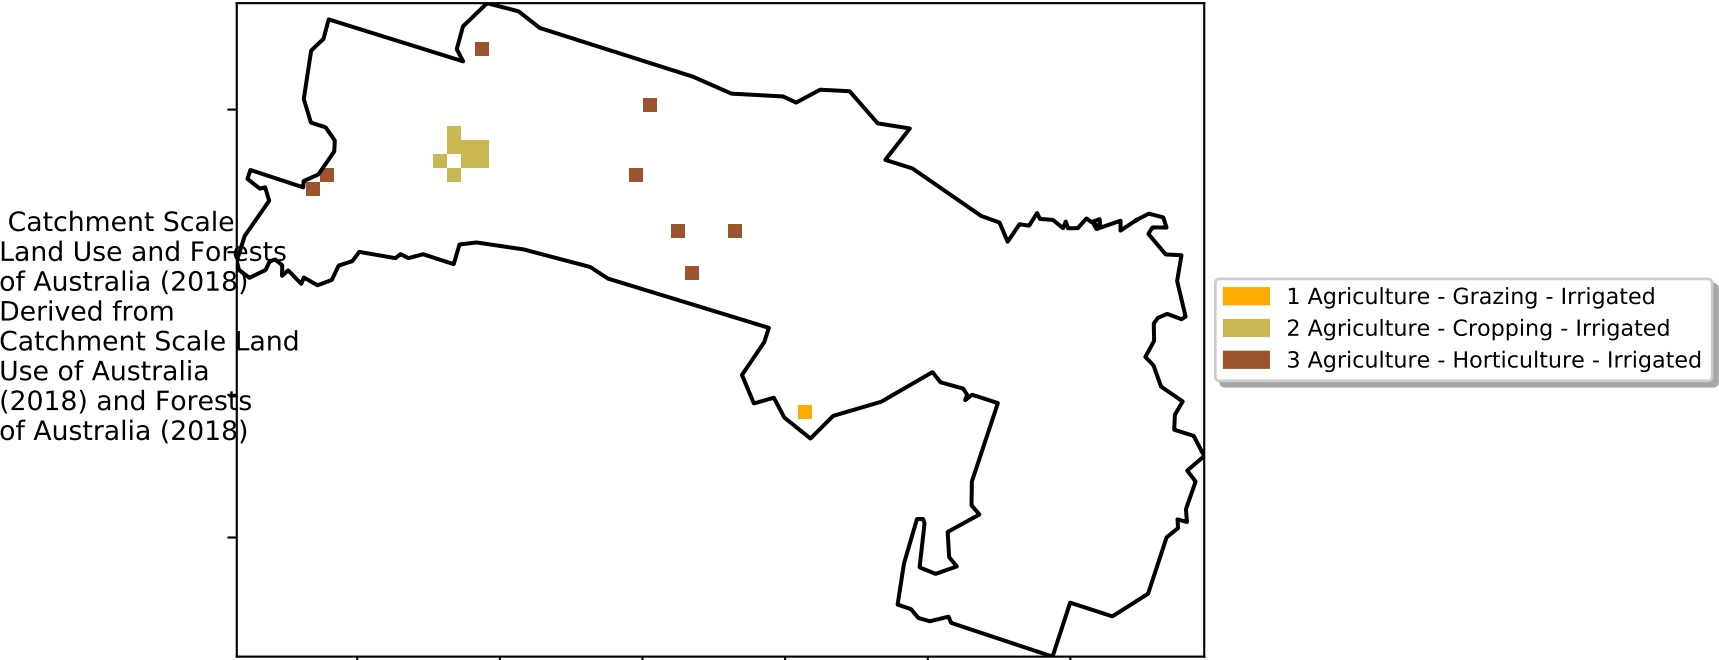 Catchment Scale
Land Use and Forests
of Australia (2018)
Derived from
Catchment Scale Land
Use of Australia
(2018) and Forests
of Australia (2018)
1 Agriculture - Grazing - Irrigated
2 Agriculture - Cropping - Irrigated
3 Agriculture - Horticulture - Irrigated